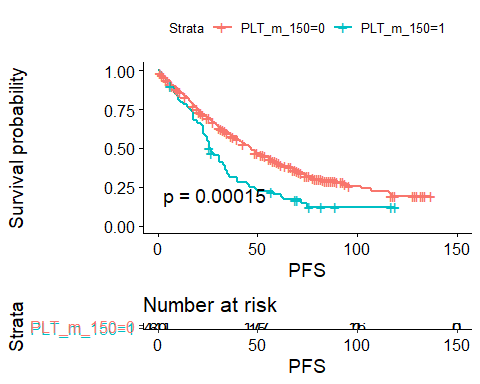 Strata PLT_m_150=0 PLT_m_150=1
Survival probability
1.00
0.75
0.50
0.25
0.00
p = 0.00015
0 50 100 150
PFS
Number at risk
Strata
0 50 100 150
PFS